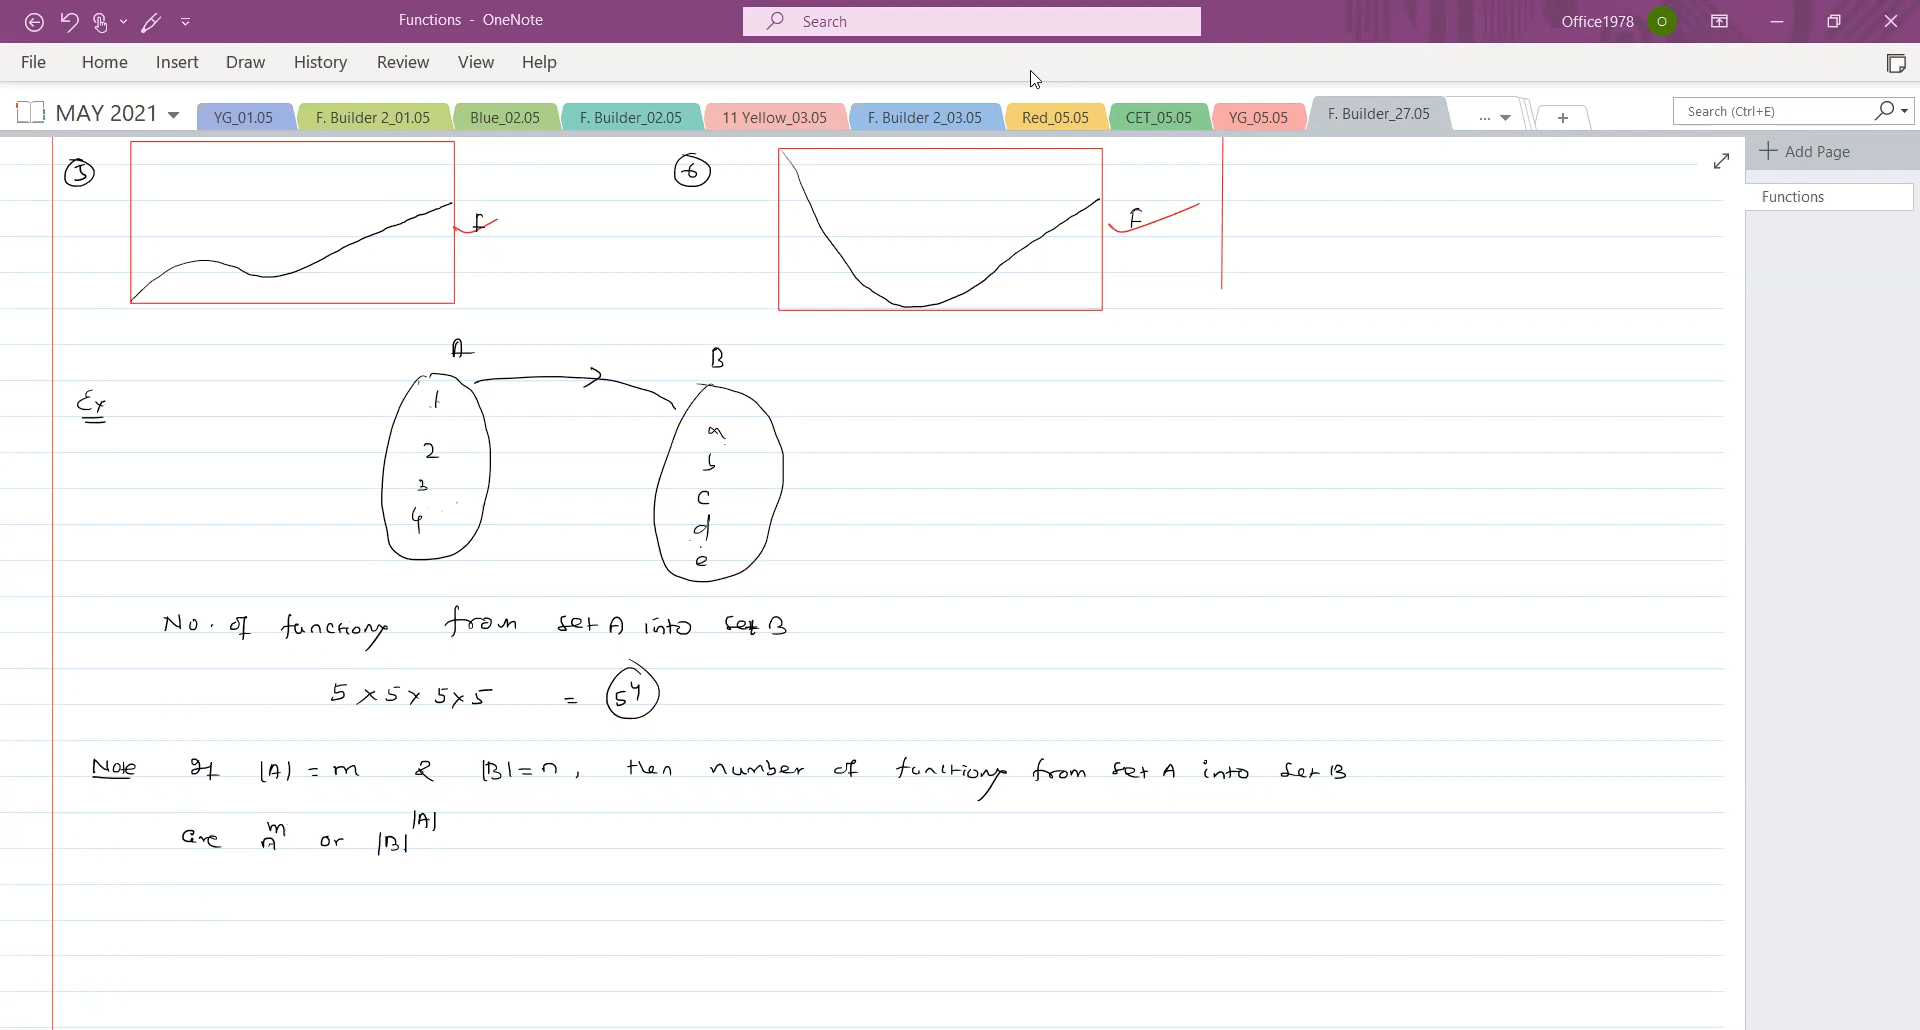 Functions - OneNote
Search
Office1978
O
File Home Insert Draw History Review View Help
MAY 2021
YG_01.05
F. Builder 2_01.05
Blue_02.05
F. Builder_02.05
11 Yellow_03.05
F. Builder 2_03.05
Red_05.05
CET_05.05
YG_05.05
F. Builder_27.05
...
+
Search (Ctrl+E)
+ Add Page
Functions
5
F
6
F
Ex
A
1
2
3
4
B
a
b
c
d
e
No. of functions from set A into set B
5 × 5 × 5 × 5 = 5⁴
Note If |A| = m & |B| = n, then number of functions from set A into set B
are nᵐ or |B|^|A|